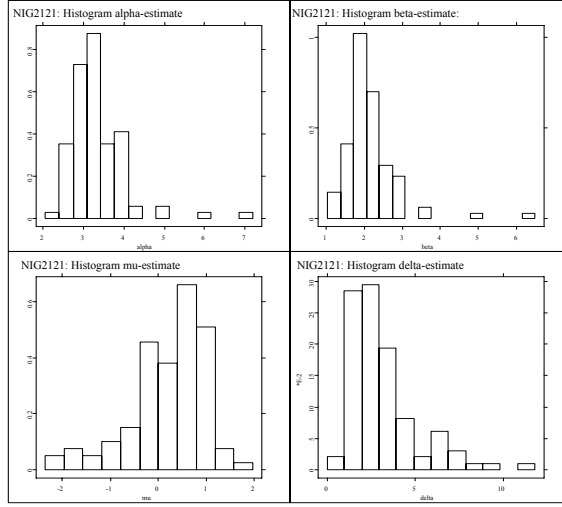 NIG2121: Histogram alpha-estimate
0.8
0.6
0.4
0.2
0
2 3 4 5 6 7
alpha
NIG2121: Histogram beta-estimate:
1
0.5
0
1 2 3 4 5 6
beta
NIG2121: Histogram mu-estimate
0.6
0.4
0.2
0
-2 -1 0 1 2
mu
NIG2121: Histogram delta-estimate
30
25
20
15
10
5
0
*E-2
0 5 10
delta